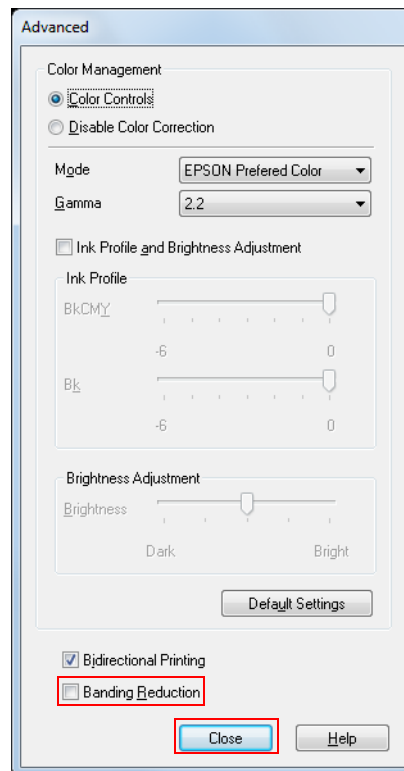 Advanced
Color Management
Color Controls
Disable Color Correction
Mode EPSON Prefered Color
Gamma 2.2
Ink Profile and Brightness Adjustment
Ink Profile
BkCMY
-6 0
Bk
-6 0
Brightness Adjustment
Brightness
Dark Bright
Default Settings
Bidirectional Printing
Banding Reduction
Close Help